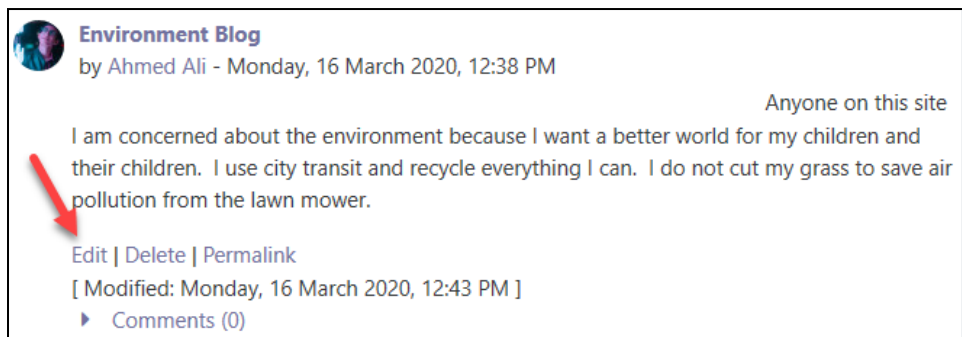 Environment Blog
by Ahmed Ali - Monday, 16 March 2020, 12:38 PM
Anyone on this site
I am concerned about the environment because I want a better world for my children and
their children.  I use city transit and recycle everything I can.  I do not cut my grass to save air
pollution from the lawn mower.
Edit | Delete | Permalink
[ Modified: Monday, 16 March 2020, 12:43 PM ]
Comments (0)